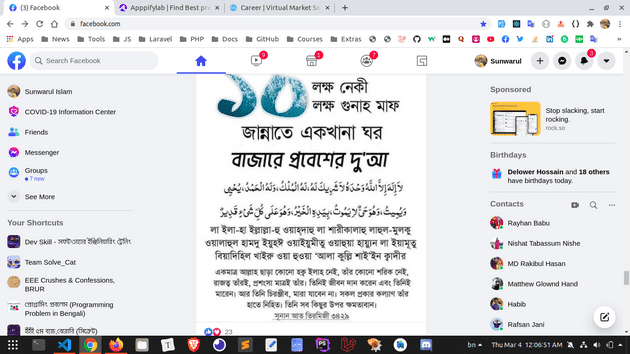 (3) Facebook
Apppifylab | Find Best pr
Career | Virtual Market So
facebook.com
Apps
News
Tools
JS
Laravel
PHP
Docs
GitHub
Courses
Extras
Search Facebook
9
1
7
Sunwarul
3
Sunwarul Islam
COVID-19 Information Center
Friends
Messenger
Groups
7 new
See More
Your Shortcuts
Dev Skill - সফটওয়্যার ইঞ্জিনিয়ারিং ট্রেনিং
Team Solve_Cat
EEE Crushes & Confessions, BRUR
প্রোগ্রামিং প্রবলেম (Programming Problem in Bengali)
১০ লক্ষ নেকী
লক্ষ গুনাহ মাফ
জান্নাতে একখানা ঘর
বাজারে প্রবেশের দু'আ
لَا إِلَهَ إِلَّا اللَّهُ وَحْدَهُ لَا شَرِيكَ لَهُ، لَهُ الْمُلْكُ، وَلَهُ الْحَمْدُ، يُحْيِي
وَيُمِيتُ، وَهُوَ حَيٌّ لَا يَمُوتُ، بِيَدِهِ الْخَيْرُ، وَهُوَ عَلَى كُلِّ شَيْءٍ قَدِيرٌ
লা ইলা-হা ইল্লাল্লা-হু ওয়াহ্‌দাহু লা শারীকালাহু লাহুল-মুলকু
ওয়ালাহুল হামদু ইয়ুহঈ ওয়াইয়ুমীতু ওয়াহুয়া হায়্যুন লা ইয়ামূতু
বিয়াদিহিল খাইরু ওয়া হুওয়া 'আলা কুল্লি শাই'ইন ক্বাদীর
একমাত্র আল্লাহ ছাড়া কোনো হক্ব ইলাহ নেই, তাঁর কোনো শরিক নেই,
রাজত্ব তাঁরই, প্রশংসা মাত্রই তাঁর। তিনিই জীবন দান করেন এবং তিনিই
মারেন। আর তিনি চিরঞ্জীব, মারা যাবেন না। সকল প্রকার কল্যাণ তাঁর
হাতে নিহিত। তিনি সব কিছুর উপর ক্ষমতাবান।
সুনান আত তিরমিজী ৩৪২৯
23
Sponsored
Stop slacking, start rocking.
rock.so
Birthdays
Delower Hossain and 18 others have birthdays today.
Contacts
Rayhan Babu
Nishat Tabassum Nishe
MD Rakibul Hasan
Matthew Glownd Hand
Habib
Rafsan Jani
bn
Thu Mar 4 12:06:51 AM